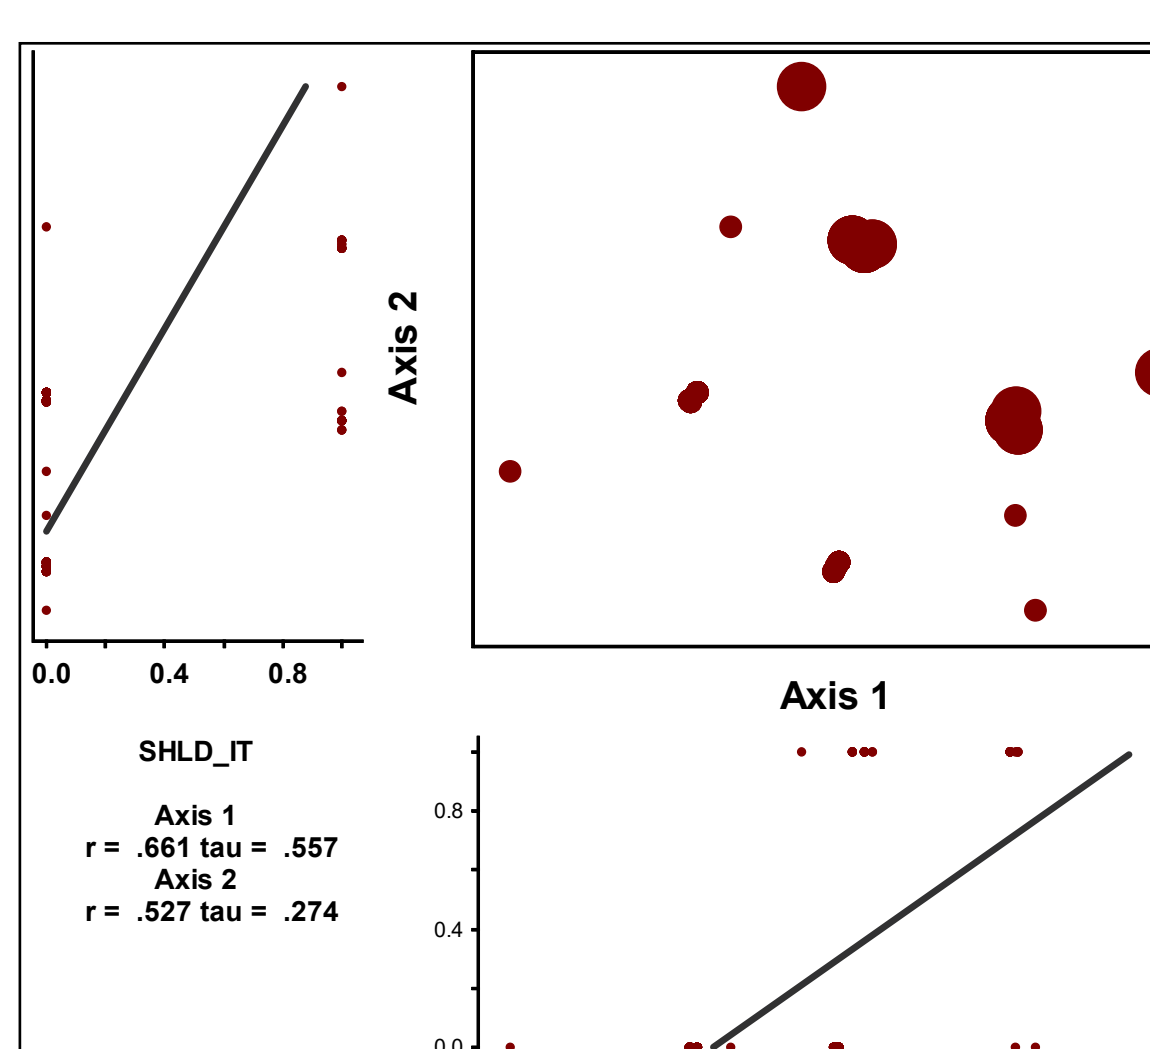 Axis 2
0.0 0.4 0.8
Axis 1
SHLD_IT
Axis 1
r = .661 tau = .557
Axis 2
r = .527 tau = .274
0.8
0.4
0.0